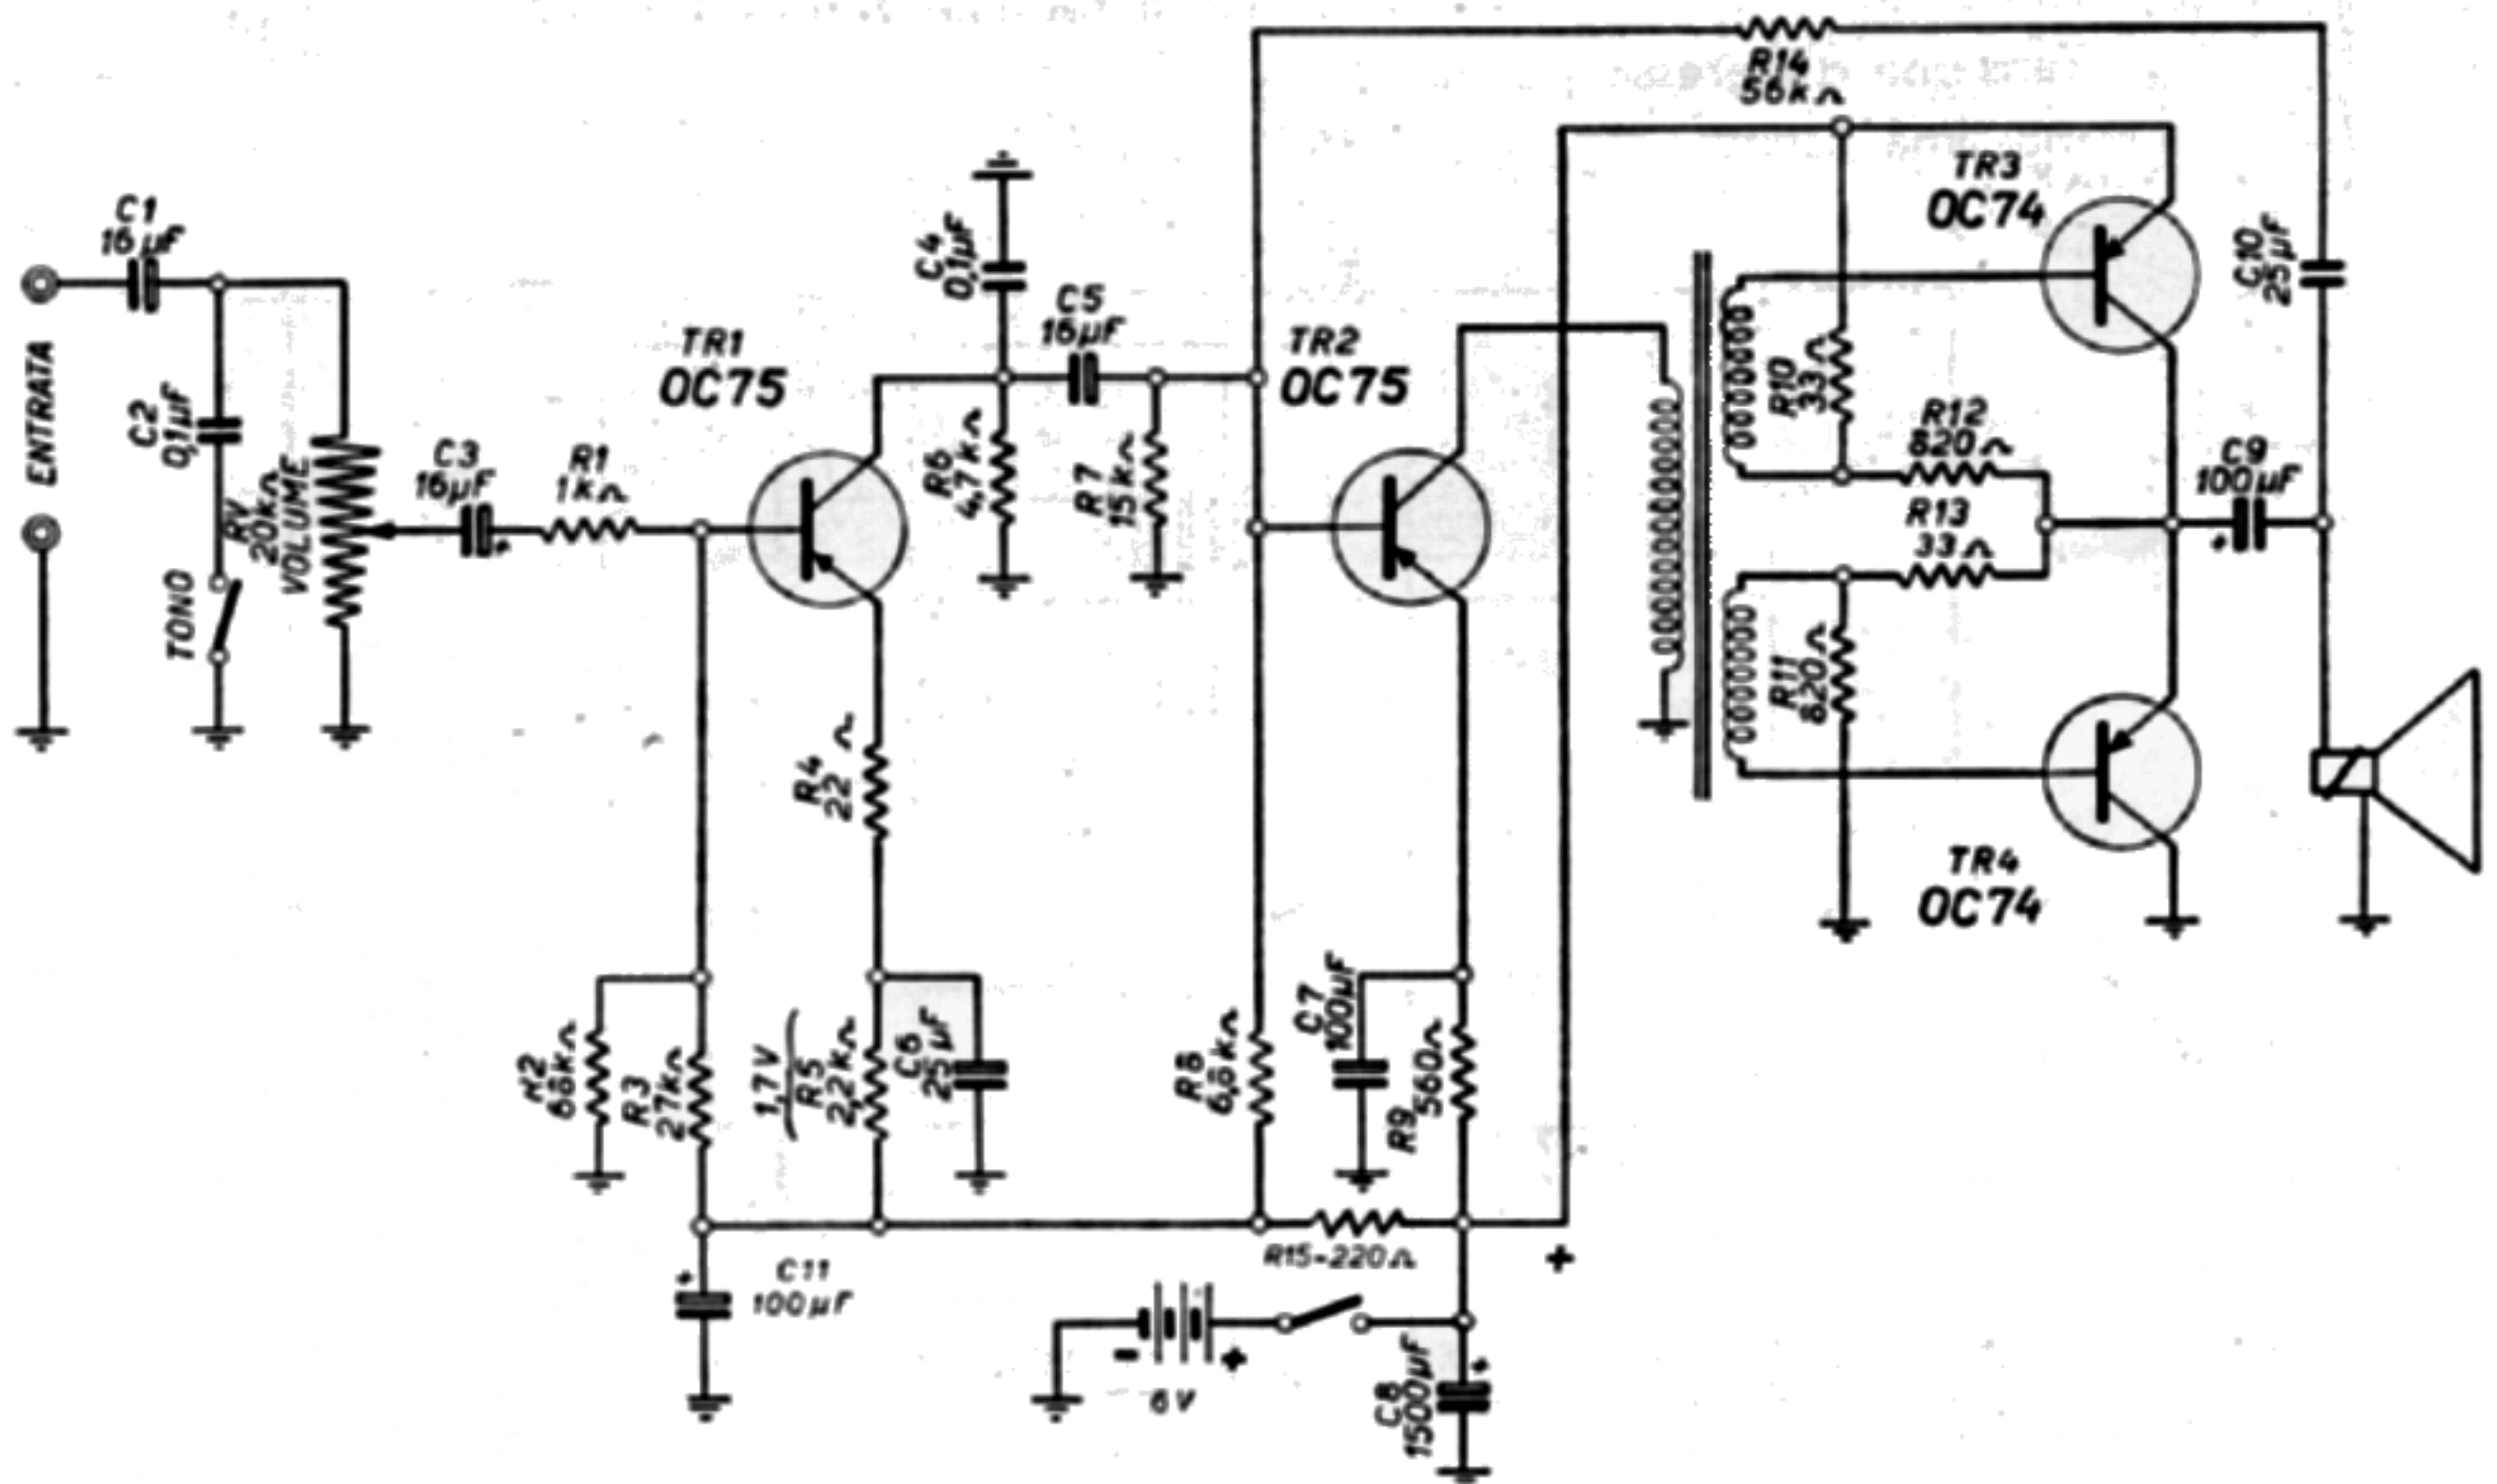 R14
56kΩ
TR3
OC74
C1
16µF
C4
0,1µF
C10
25µF
C5
16µF
TR1
OC75
TR2
OC75
ENTRATA
C2
0,1µF
R10
33Ω
R12
820Ω
C3
16µF
R1
1kΩ
R6
4,7kΩ
R7
15kΩ
C9
100µF
RV
20kΩ
VOLUME
R13
33Ω
TONO
R11
820Ω
R4
22Ω
TR4
OC74
R2
68kΩ
R3
27kΩ
1,7V
R5
2,2kΩ
C6
25µF
R8
6,8kΩ
C7
100µF
R9
560Ω
R15-220Ω
+
+
C11
100µF
- +
6V
+
C8
1500µF
+
+